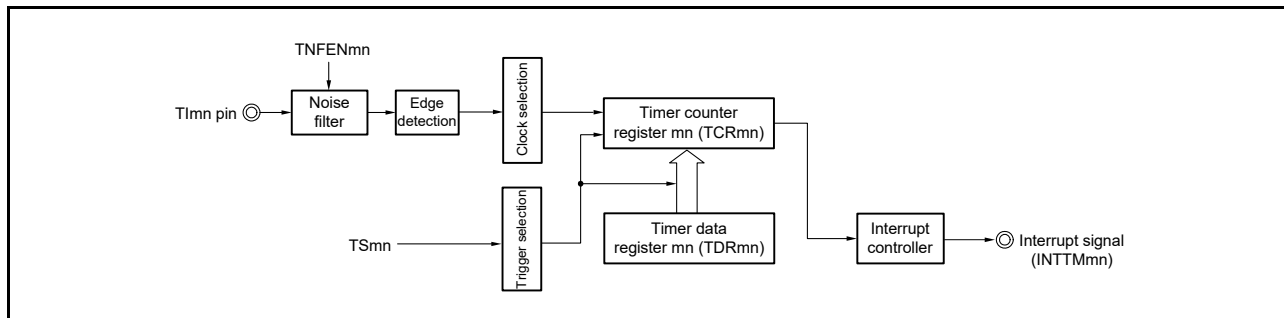 TNFENmn
TImn pin
Noise
filter
Edge
detection
Clock selection
Timer counter
register mn (TCRmn)
TSmn
Trigger selection
Timer data
register mn (TDRmn)
Interrupt
controller
Interrupt signal
(INTTMmn)